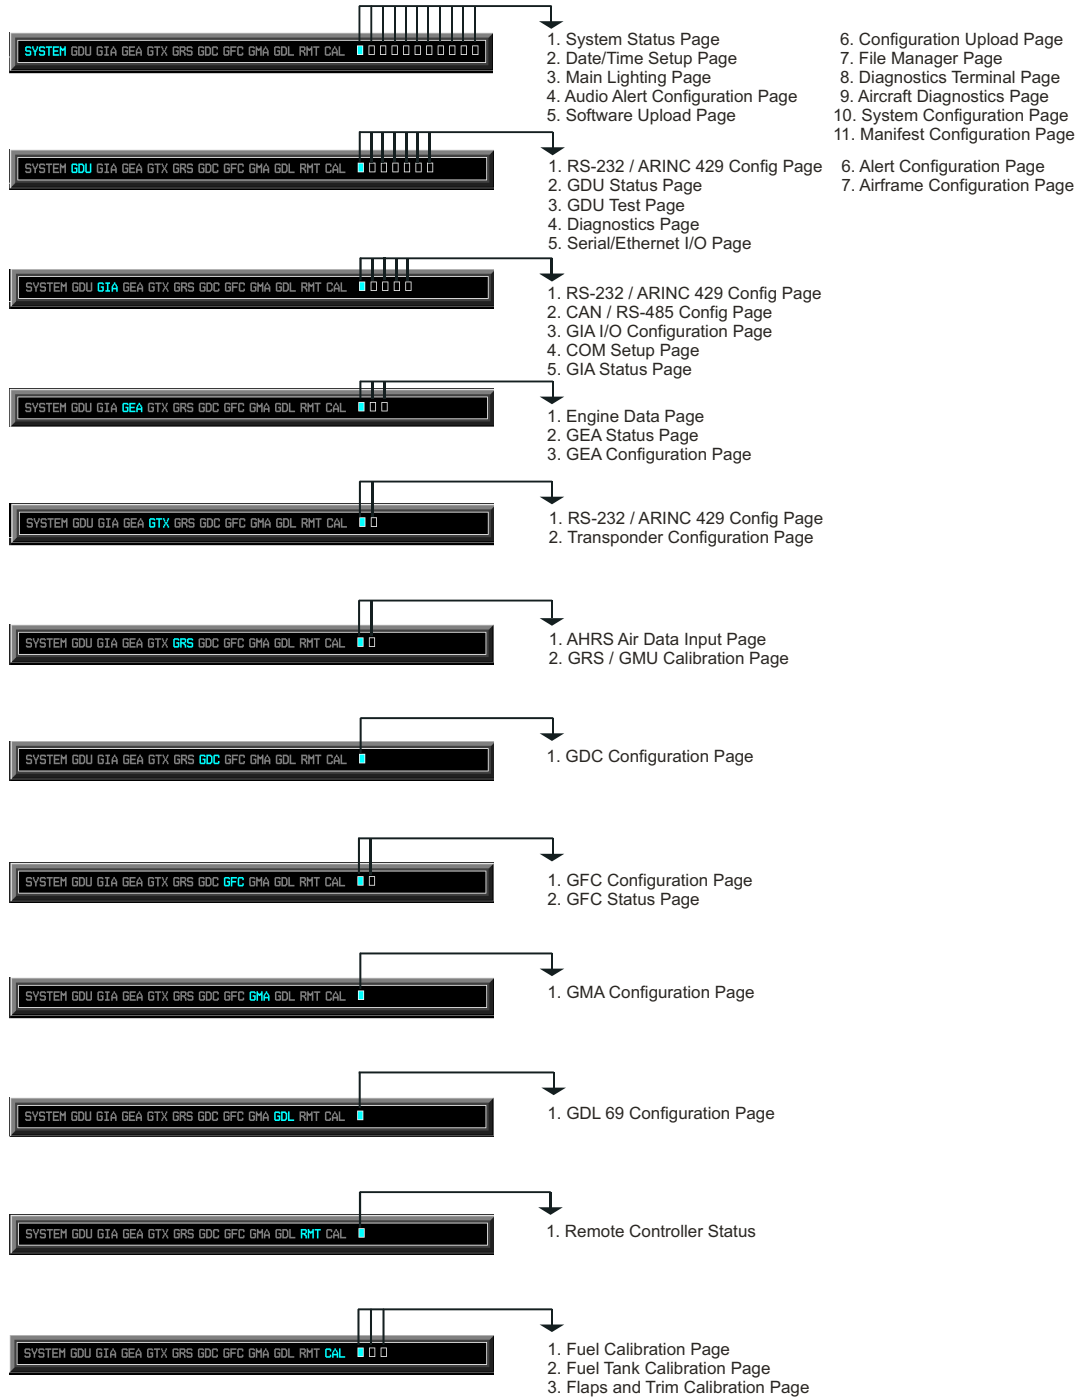 SYSTEM GDU GIA GEA GTX GRS GDC GFC GMA GDL RMT CAL
1. System Status Page
2. Date/Time Setup Page
3. Main Lighting Page
4. Audio Alert Configuration Page
5. Software Upload Page
6. Configuration Upload Page
7. File Manager Page
8. Diagnostics Terminal Page
9. Aircraft Diagnostics Page
10. System Configuration Page
11. Manifest Configuration Page
SYSTEM GDU GIA GEA GTX GRS GDC GFC GMA GDL RMT CAL
1. RS-232 / ARINC 429 Config Page
2. GDU Status Page
3. GDU Test Page
4. Diagnostics Page
5. Serial/Ethernet I/O Page
6. Alert Configuration Page
7. Airframe Configuration Page
SYSTEM GDU GIA GEA GTX GRS GDC GFC GMA GDL RMT CAL
1. RS-232 / ARINC 429 Config Page
2. CAN / RS-485 Config Page
3. GIA I/O Configuration Page
4. COM Setup Page
5. GIA Status Page
SYSTEM GDU GIA GEA GTX GRS GDC GFC GMA GDL RMT CAL
1. Engine Data Page
2. GEA Status Page
3. GEA Configuration Page
SYSTEM GDU GIA GEA GTX GRS GDC GFC GMA GDL RMT CAL
1. RS-232 / ARINC 429 Config Page
2. Transponder Configuration Page
SYSTEM GDU GIA GEA GTX GRS GDC GFC GMA GDL RMT CAL
1. AHRS Air Data Input Page
2. GRS / GMU Calibration Page
SYSTEM GDU GIA GEA GTX GRS GDC GFC GMA GDL RMT CAL
1. GDC Configuration Page
SYSTEM GDU GIA GEA GTX GRS GDC GFC GMA GDL RMT CAL
1. GFC Configuration Page
2. GFC Status Page
SYSTEM GDU GIA GEA GTX GRS GDC GFC GMA GDL RMT CAL
1. GMA Configuration Page
SYSTEM GDU GIA GEA GTX GRS GDC GFC GMA GDL RMT CAL
1. GDL 69 Configuration Page
SYSTEM GDU GIA GEA GTX GRS GDC GFC GMA GDL RMT CAL
1. Remote Controller Status
SYSTEM GDU GIA GEA GTX GRS GDC GFC GMA GDL RMT CAL
1. Fuel Calibration Page
2. Fuel Tank Calibration Page
3. Flaps and Trim Calibration Page